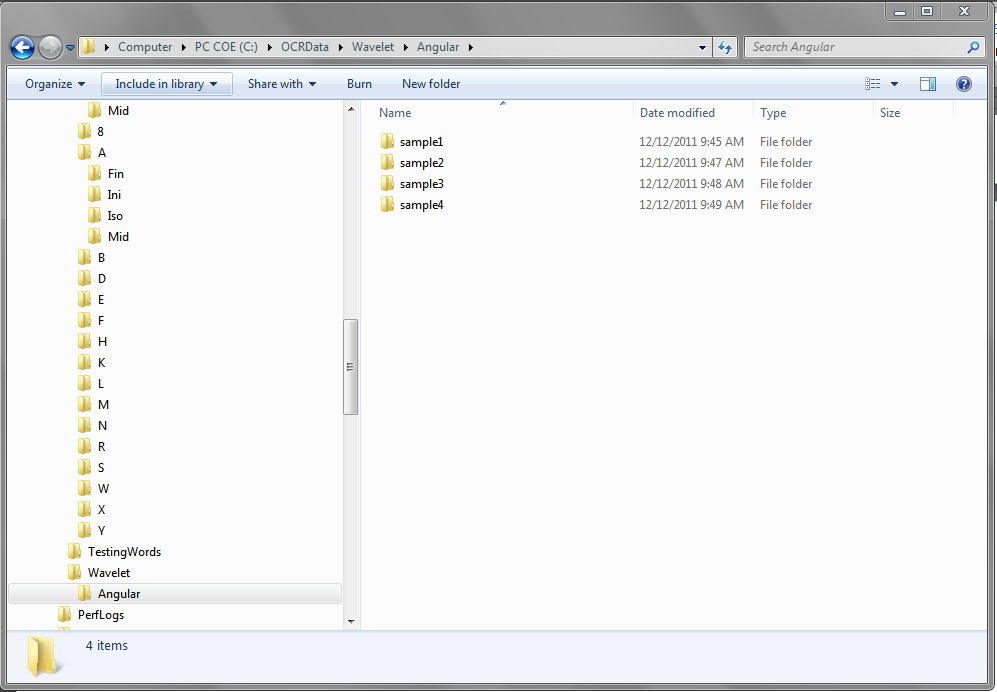 Computer PC COE (C:) OCRData Wavelet Angular Search Angular
Organize Include in library Share with Burn New folder
Mid
8
A
Fin
Ini
Iso
Mid
B
D
E
F
H
K
L
M
N
R
S
W
X
Y
TestingWords
Wavelet
Angular
PerfLogs
Name Date modified Type Size
sample1 12/12/2011 9:45 AM File folder
sample2 12/12/2011 9:47 AM File folder
sample3 12/12/2011 9:48 AM File folder
sample4 12/12/2011 9:49 AM File folder
4 items